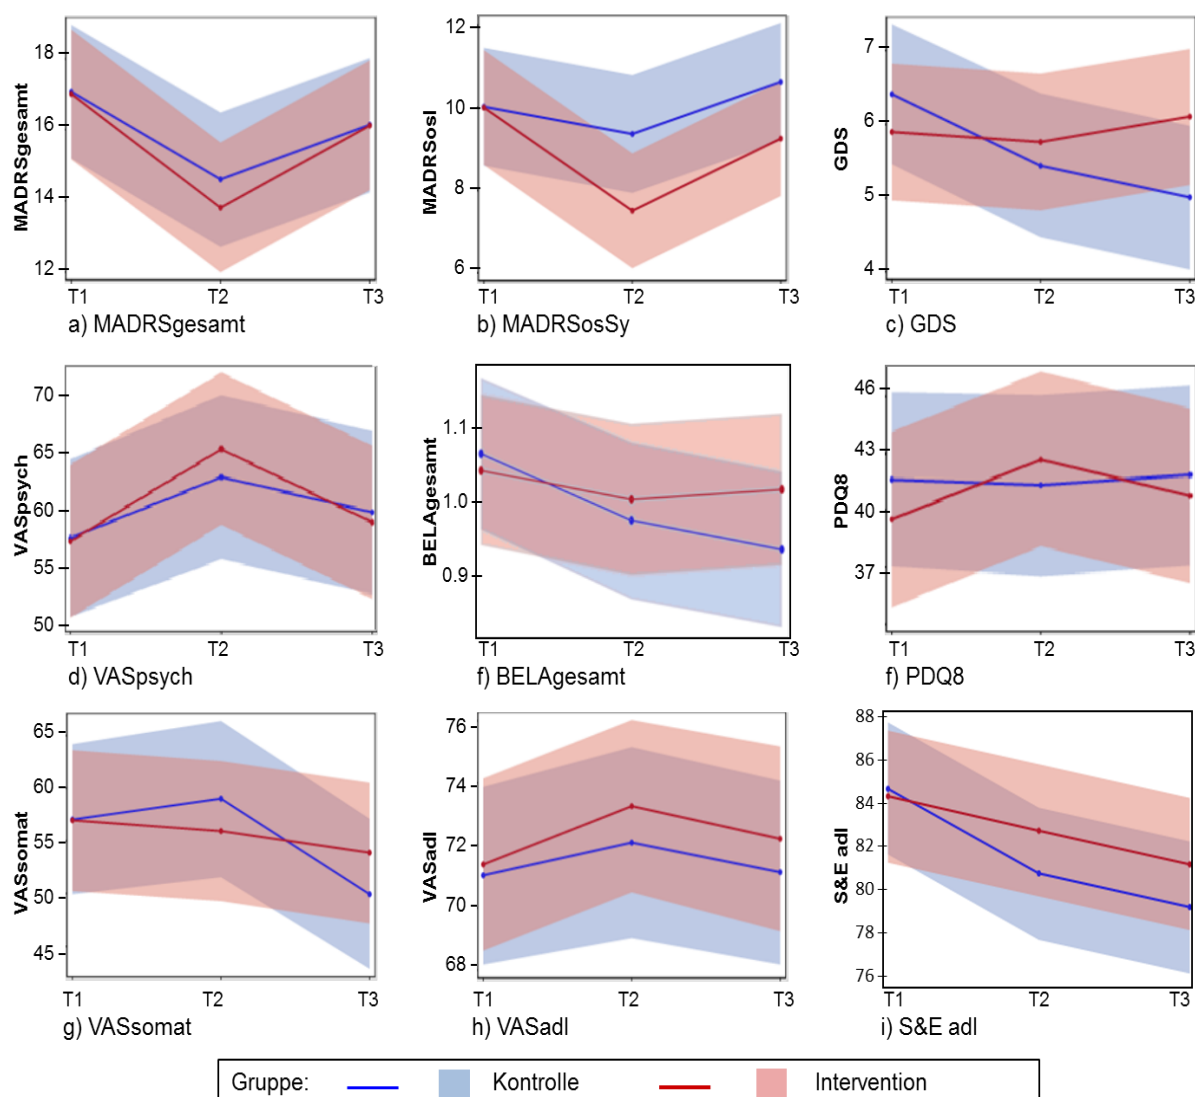 MADRSgesamt
18
16
14
12
T1 T2 T3
a) MADRSgesamt
MADRSosl
12
10
8
6
T1 T2 T3
b) MADRSosSy
GDS
7
6
5
4
T1 T2 T3
c) GDS
VASpsych
70
65
60
55
50
T1 T2 T3
d) VASpsych
BELAgesamt
1.1
1.0
0.9
T1 T2 T3
f) BELAgesamt
PDQ8
46
43
40
37
T1 T2 T3
f) PDQ8
VASsomat
65
60
55
50
45
T1 T2 T3
g) VASsomat
VASadl
76
74
72
70
68
T1 T2 T3
h) VASadl
S&E adl
88
86
84
82
80
78
76
T1 T2 T3
i) S&E adl
Gruppe: Kontrolle Intervention